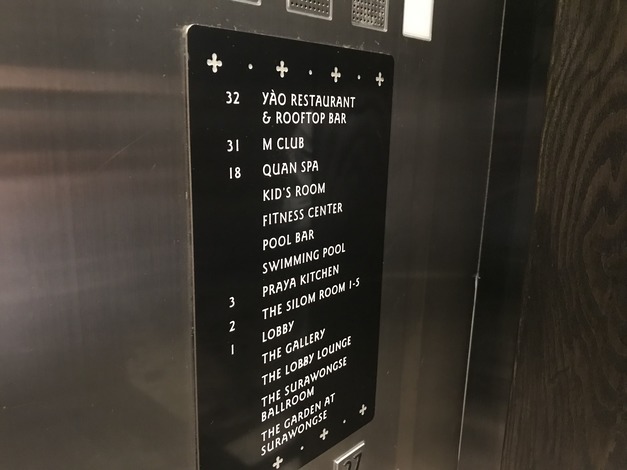 32 YÀO RESTAURANT
& ROOFTOP BAR
31 M CLUB
18 QUAN SPA
KID'S ROOM
FITNESS CENTER
POOL BAR
SWIMMING POOL
PRAYA KITCHEN
3 THE SILOM ROOM 1-5
2 LOBBY
1 THE GALLERY
THE LOBBY LOUNGE
THE SURAWONGSE
BALLROOM
THE GARDEN AT
SURAWONGSE